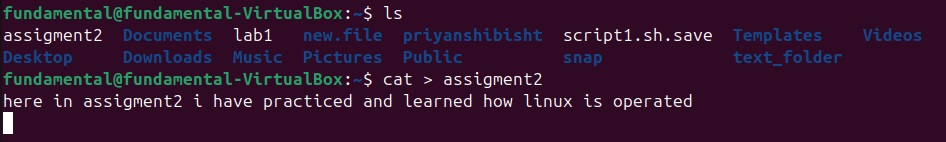 fundamental@fundamental-VirtualBox:~$ ls
assigment2 Documents lab1 new.file priyanshibisht script1.sh.save Templates Videos
Desktop Downloads Music Pictures Public snap text_folder
fundamental@fundamental-VirtualBox:~$ cat > assigment2
here in assigment2 i have practiced and learned how linux is operated